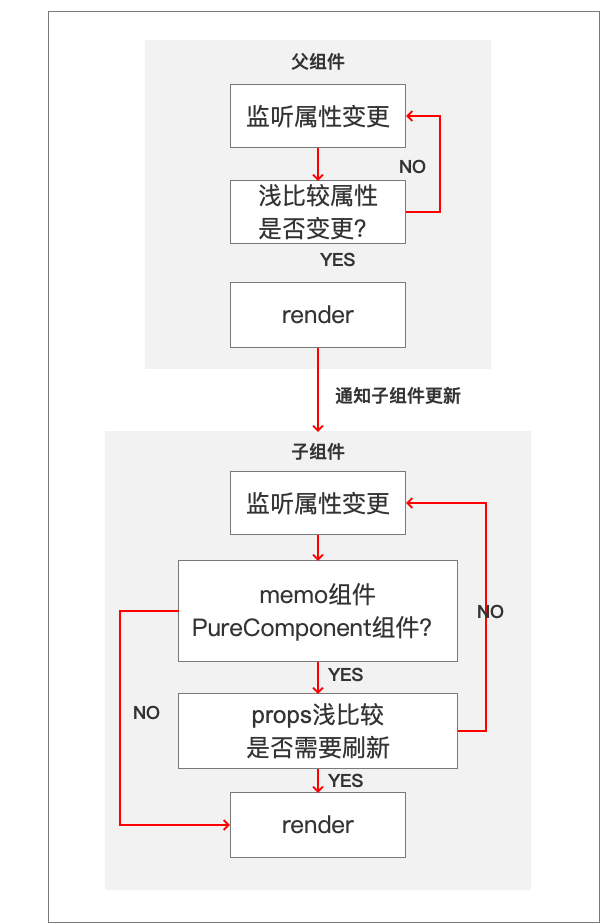 父组件
监听属性变更
NO
浅比较属性
是否变更？
YES
render
通知子组件更新
子组件
监听属性变更
memo组件
PureComponent组件？
NO
YES
NO
props浅比较
是否需要刷新
YES
render